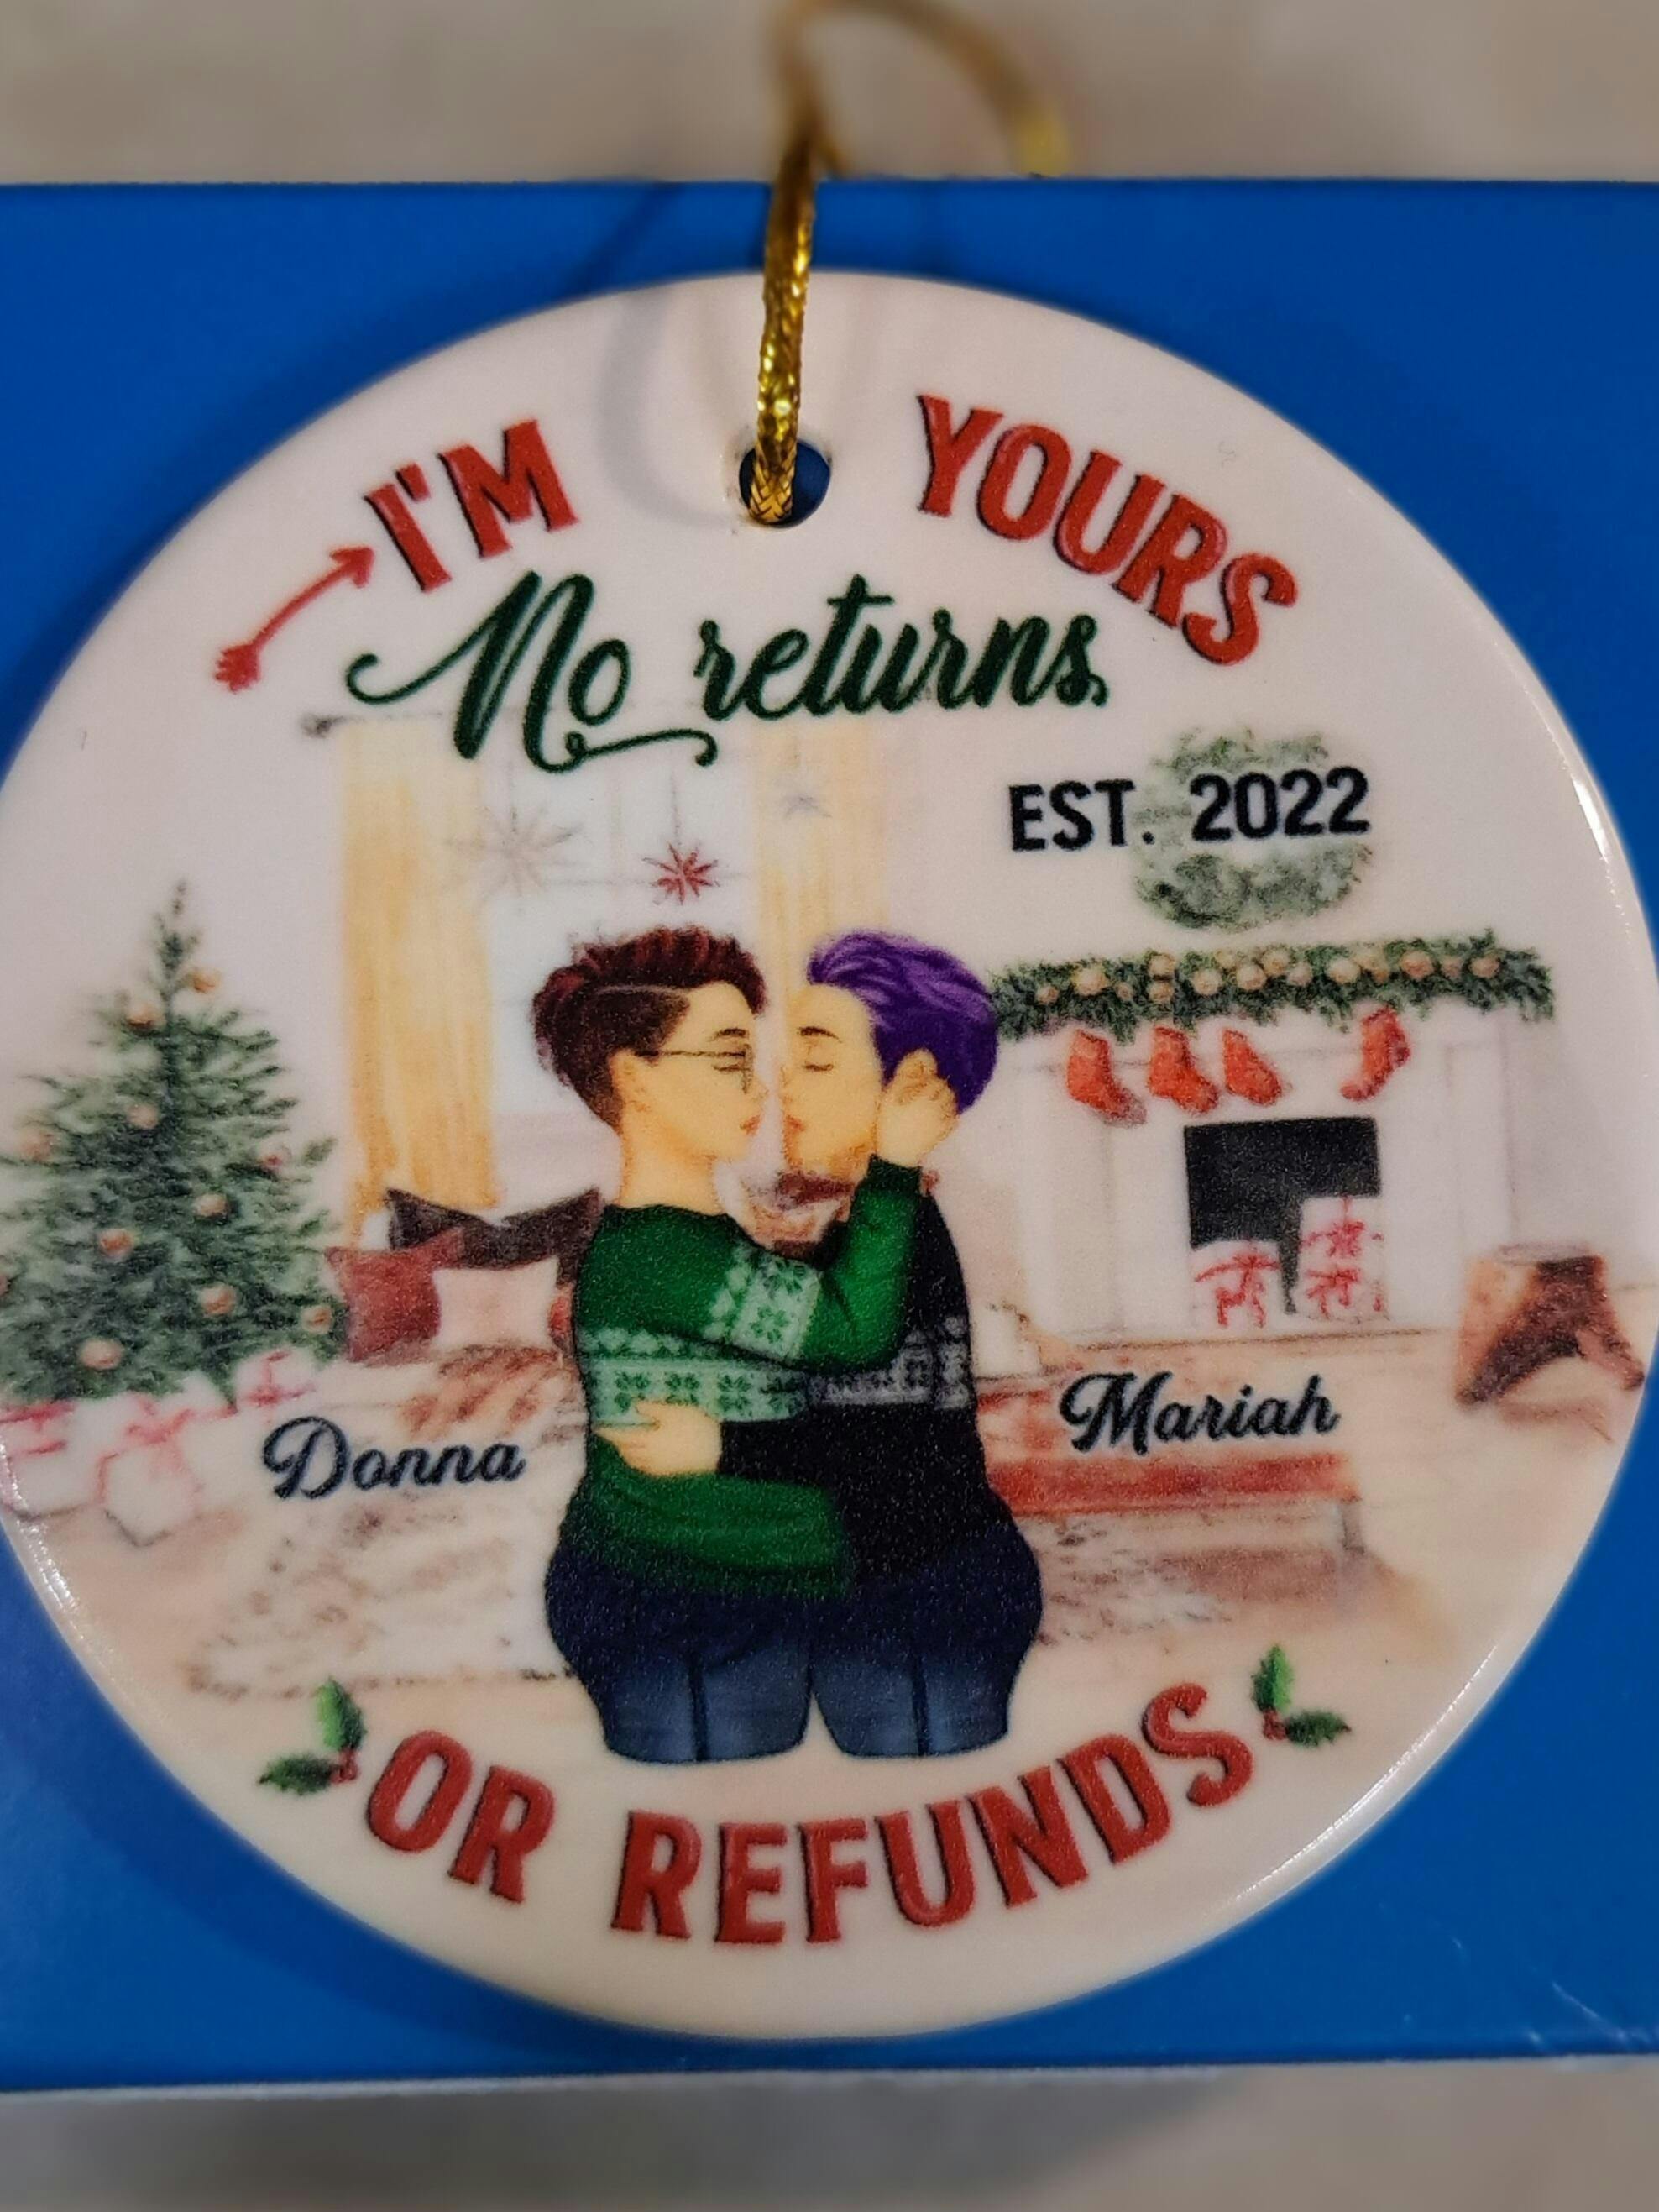 I'M YOURS
No returns
EST. 2022
Donna
Mariah
OR REFUNDS